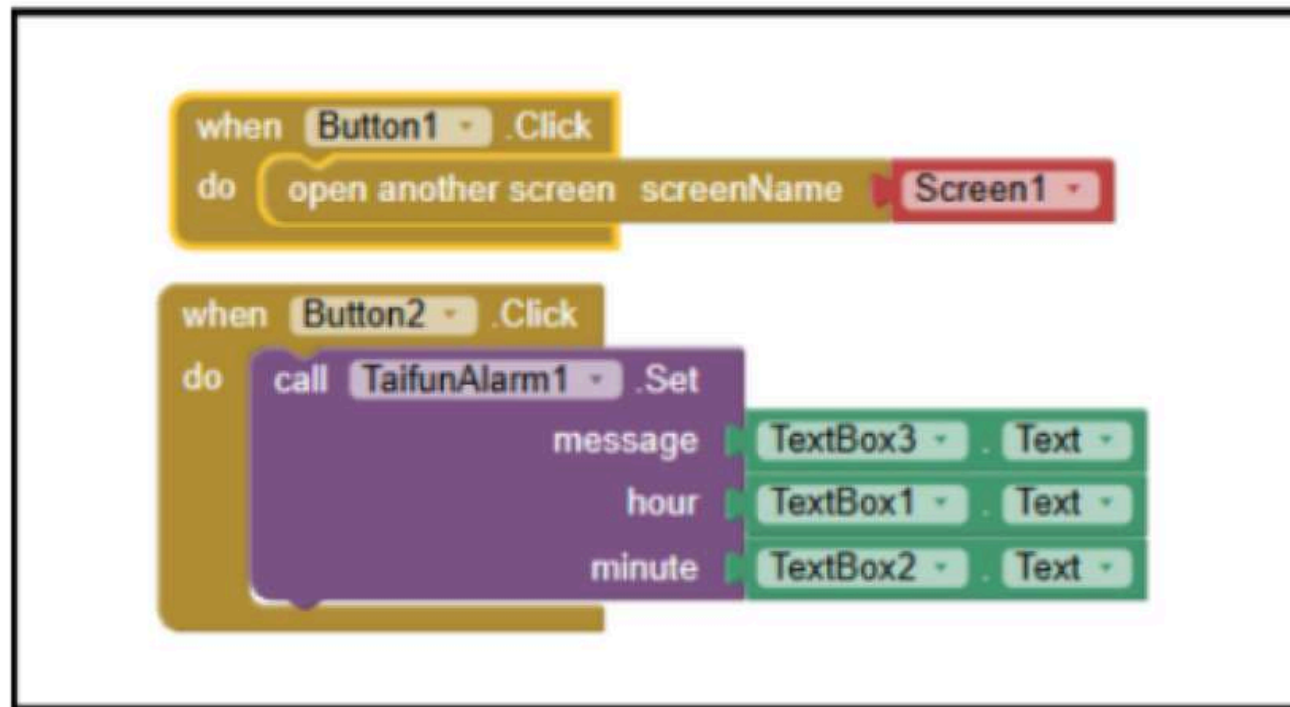 when Button1 .Click
do open another screen screenName Screen1
when Button2 .Click
do call TaifunAlarm1 .Set
message TextBox3 . Text
hour TextBox1 . Text
minute TextBox2 . Text